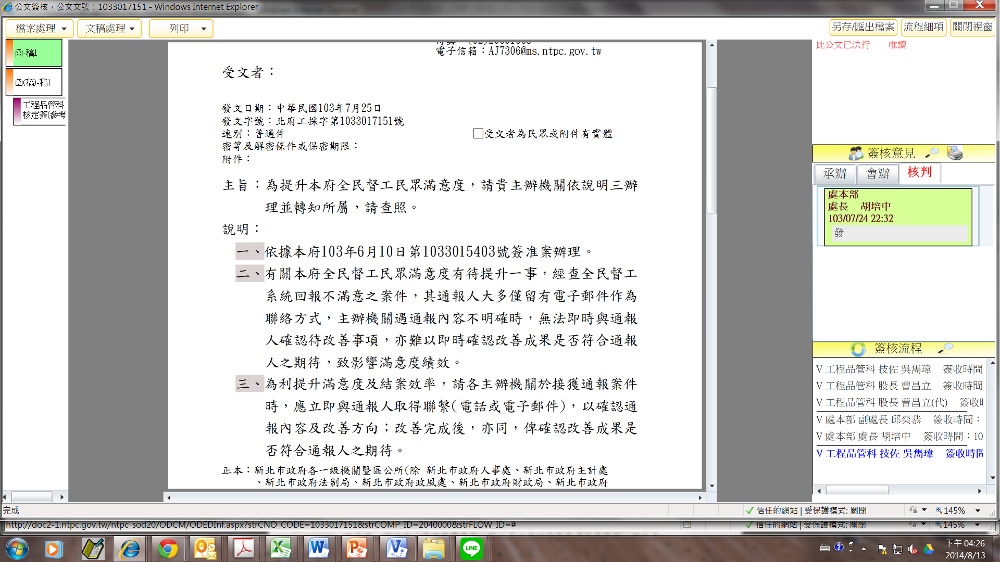 公文簽核，公文文號：1033017151 - Windows Internet Explorer
檔案處理 文稿處理 列印 另存/匯出檔案 流程細項 關閉視窗
函-稿1
函(稿)-稿1
工程品管科
核定簽(參考
電子信箱：AJ7306@ms.ntpc.gov.tw
受文者：
發文日期：中華民國103年7月25日
發文字號：北府工採字第1033017151號
速別：普通件 □受文者為民眾或附件有實體
密等及解密條件或保密期限：
附件：
主旨：為提升本府全民督工民眾滿意度，請貴主辦機關依說明三辦
理並轉知所屬，請查照。
說明：
一、依據本府103年6月10日第1033015403號簽准案辦理。
二、有關本府全民督工民眾滿意度有待提升一事，經查全民督工
系統回報不滿意之案件，其通報人大多僅留有電子郵件作為
聯絡方式，主辦機關遇通報內容不明確時，無法即時與通報
人確認待改善事項，亦難以即時確認改善成果是否符合通報
人之期待，致影響滿意度績效。
三、為利提升滿意度及結案效率，請各主辦機關於接獲通報案件
時，應立即與通報人取得聯繫(電話或電子郵件)，以確認通
報內容及改善方向；改善完成後，亦同，俾確認改善成果是
否符合通報人之期待。
正本：新北市政府各一級機關暨區公所(除 新北市政府人事處、新北市政府主計處
、新北市政府法制局、新北市政府政風處、新北市政府財政局、新北市政府
此公文已決行 唯讀
簽核意見
承辦 會辦 核判
處本部
處長 胡培中
103/07/24 22:32
發
簽核流程
V 工程品管科 技佐 吳雋瑋 簽收時間
V 工程品管科 股長 曹昌立 簽收時間
V 工程品管科 股長 曹昌立(代) 簽收時
V 處本部 副處長 邱奕恭 簽收時間：
V 處本部 處長 胡培中 簽收時間：10
V 工程品管科 技佐 吳雋瑋 簽收時間
完成 信任的網站 | 受保護模式: 關閉 145%
http://doc2-1.ntpc.gov.tw/ntpc_sod20/ODCM/ODEDInf.aspx?strCNO_CODE=1033017151&strCOMP_ID=2040000&strFLOW_ID=# 信任的網站 | 受保護模式: 關閉 145%
LINE
下午 04:26
2014/8/13